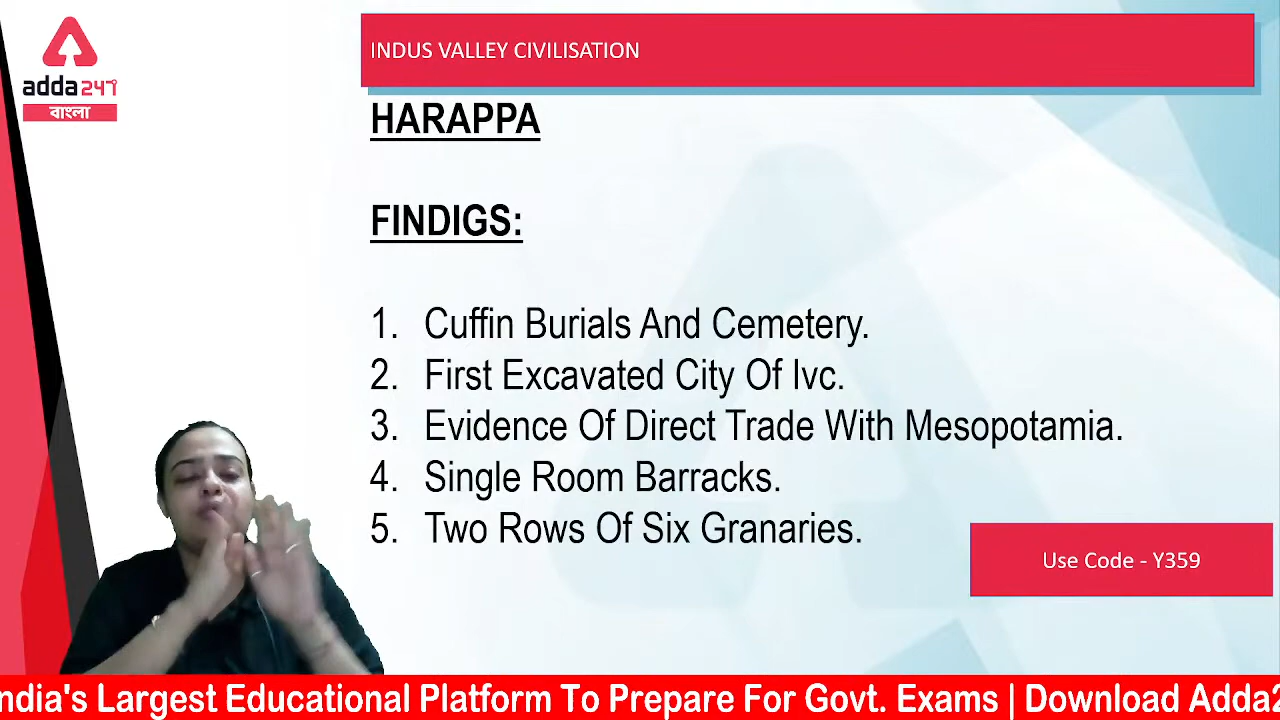 adda247
বাংলা
INDUS VALLEY CIVILISATION
HARAPPA
FINDIGS:
1. Cuffin Burials And Cemetery.
2. First Excavated City Of Ivc.
3. Evidence Of Direct Trade With Mesopotamia.
4. Single Room Barracks.
5. Two Rows Of Six Granaries.
Use Code - Y359
ndia's Largest Educational Platform To Prepare For Govt. Exams | Download Adda2